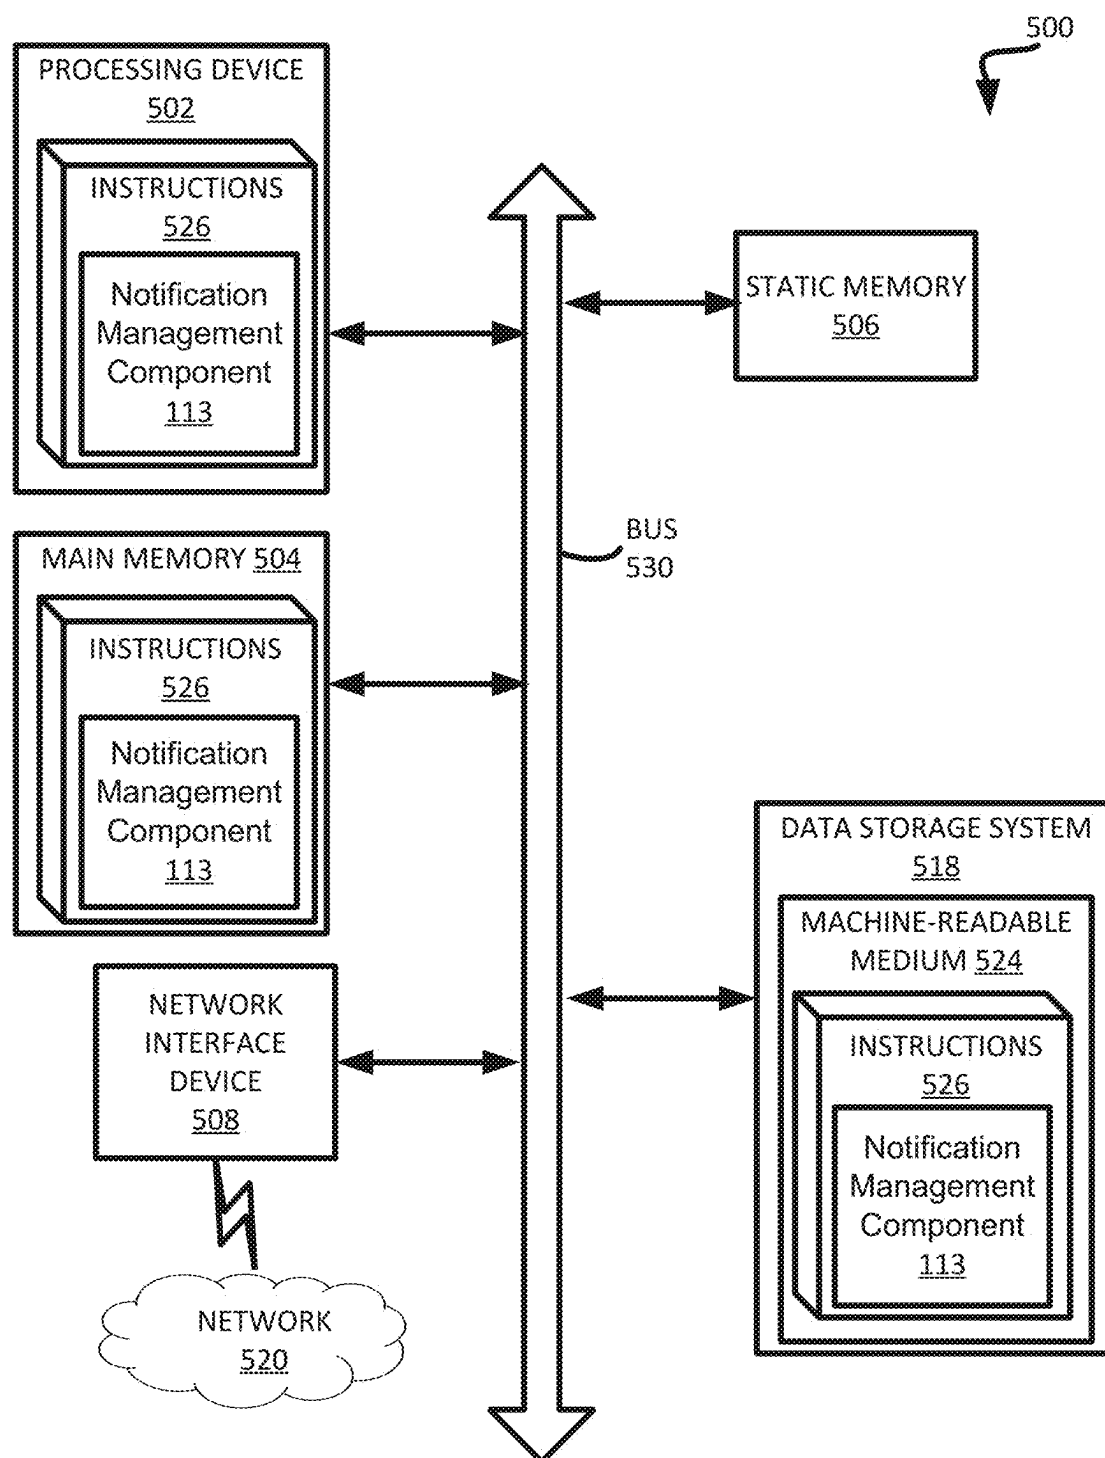 500
PROCESSING DEVICE
502
INSTRUCTIONS
526
Notification
Management
Component
113
STATIC MEMORY
506
BUS
530
MAIN MEMORY 504
INSTRUCTIONS
526
Notification
Management
Component
113
DATA STORAGE SYSTEM
518
MACHINE-READABLE
MEDIUM 524
INSTRUCTIONS
526
Notification
Management
Component
113
NETWORK
INTERFACE
DEVICE
508
NETWORK
520